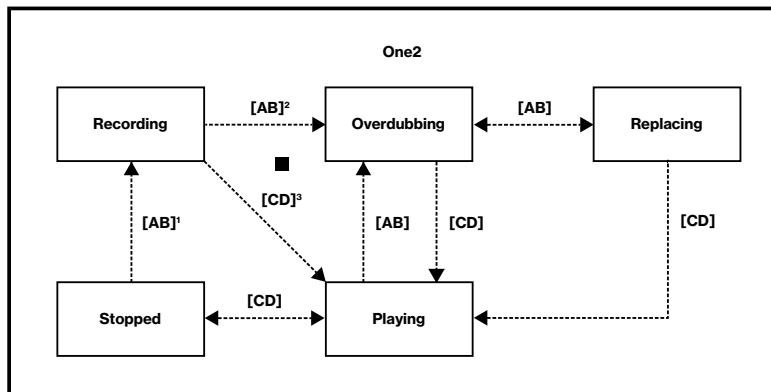 One2
Recording
[AB]²
Overdubbing
[AB]
Replacing
[CD]³
[AB]¹
[AB]
[CD]
[CD]
Stopped
[CD]
Playing